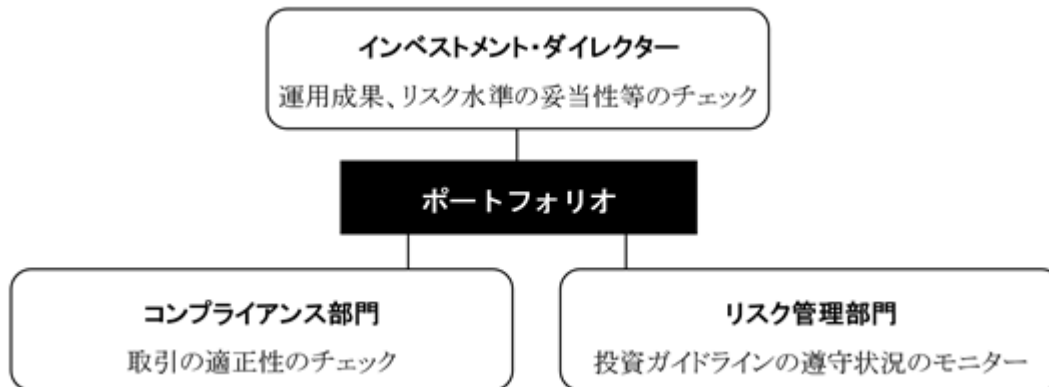 インベストメント・ダイレクター
運用成果、リスク水準の妥当性等のチェック
ポートフォリオ
コンプライアンス部門
取引の適正性のチェック
リスク管理部門
投資ガイドラインの遵守状況のモニター